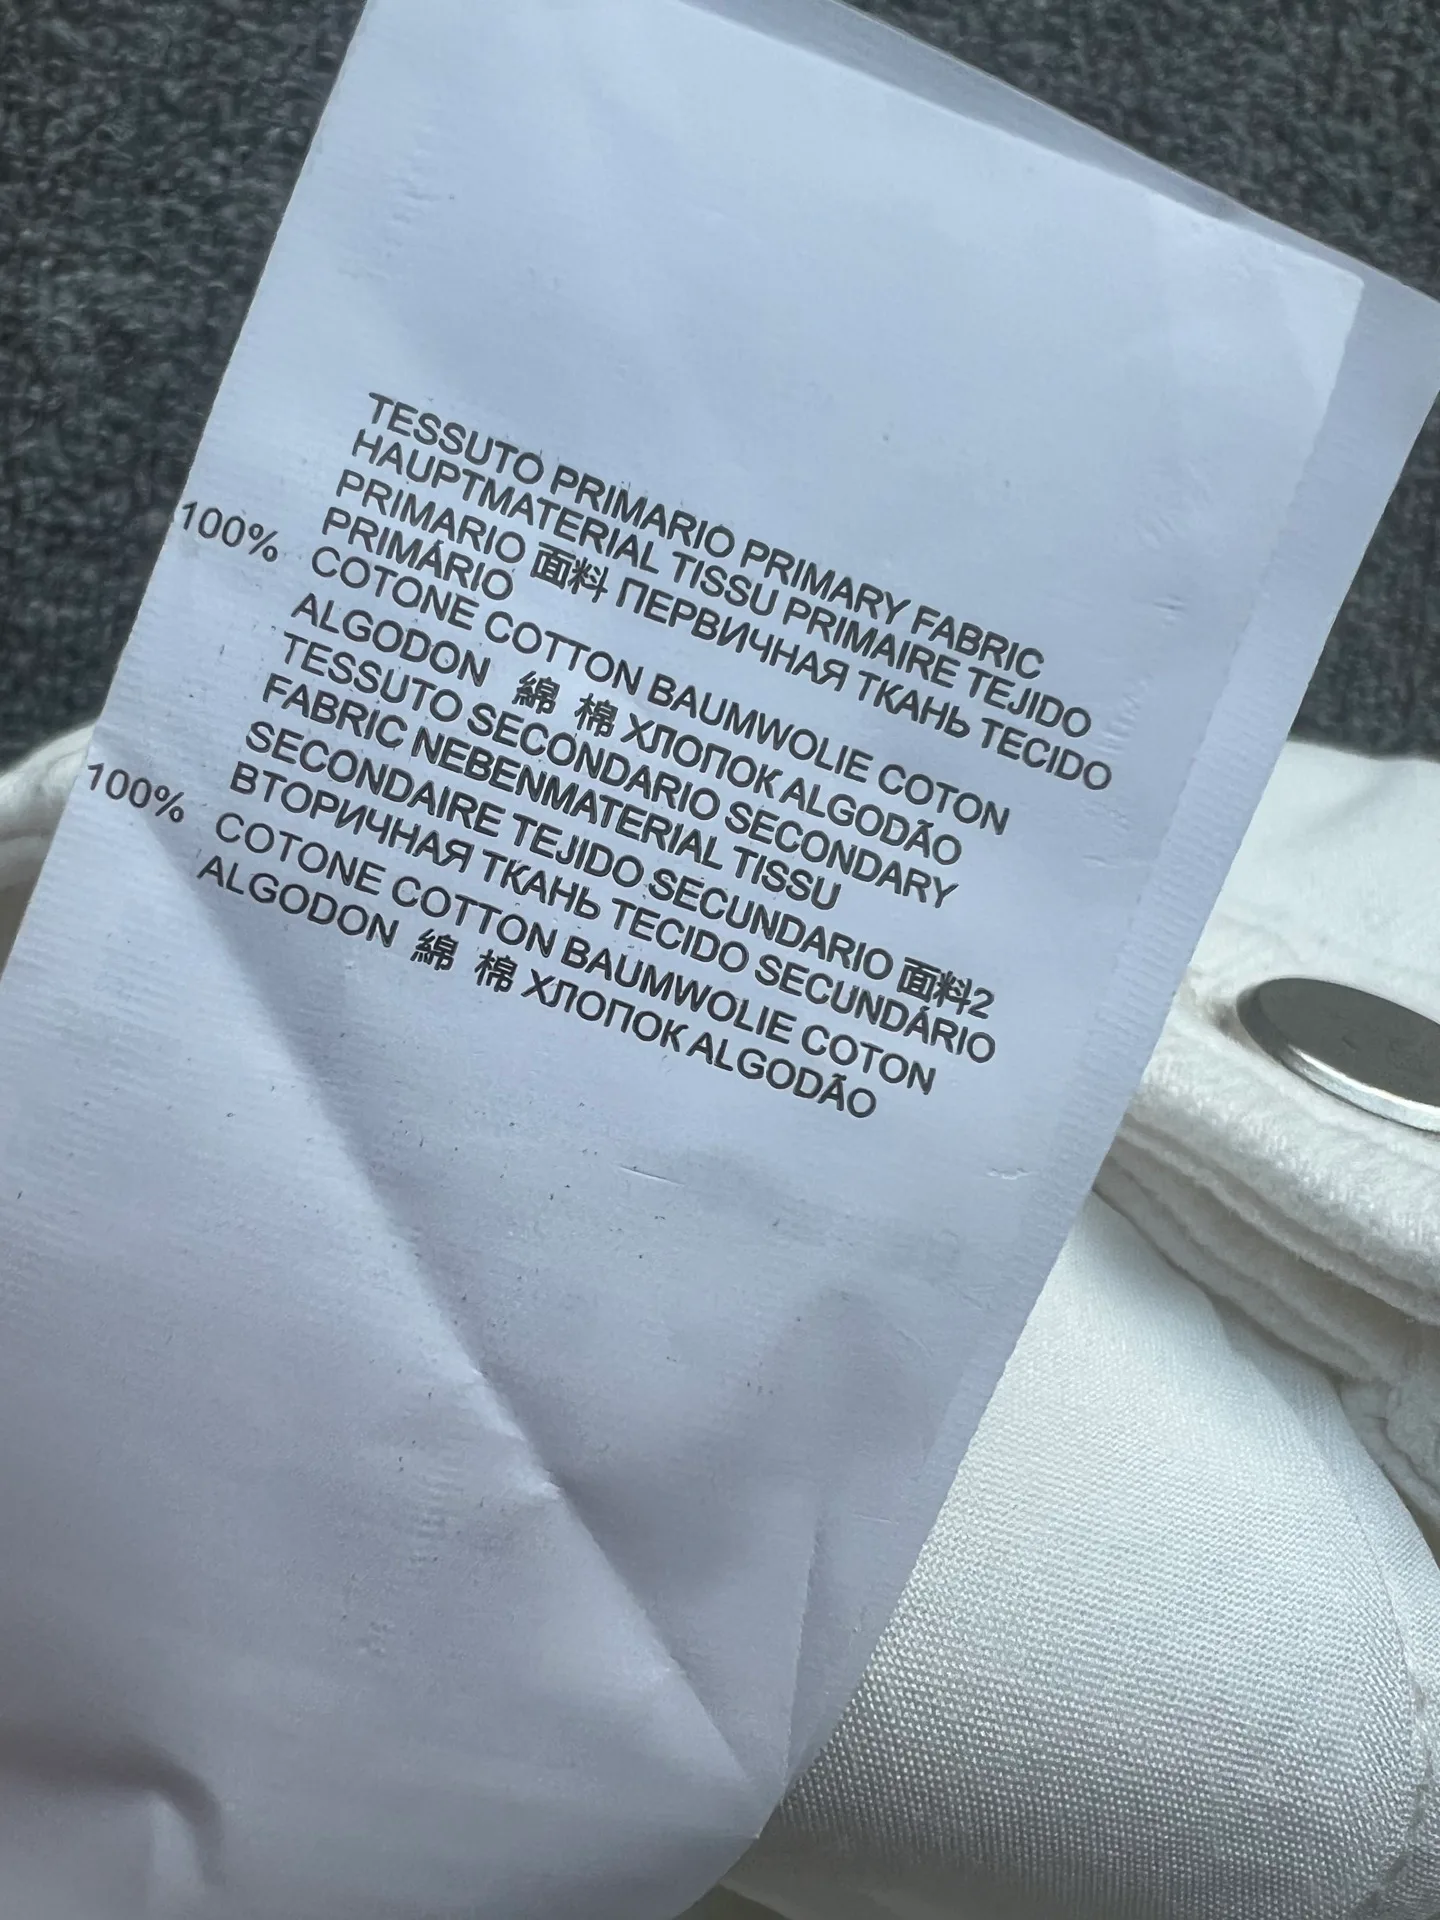 TESSUTO PRIMARIO PRIMARY FABRIC
HAUPTMATERIAL TISSU PRIMAIRE TEJIDO
PRIMARIO 面料 ПЕРВИЧНАЯ ТКАНЬ TECIDO
PRIMÁRIO
100% COTONE COTTON BAUMWOLIE COTON
ALGODON 綿 棉 ХЛОПОК ALGODÃO
TESSUTO SECONDARIO SECONDARY
FABRIC NEBENMATERIAL TISSU
SECONDAIRE TEJIDO SECUNDARIO 面料2
ВТОРИЧНАЯ ТКАНЬ TECIDO SECUNDÁRIO
100% COTONE COTTON BAUMWOLIE COTON
ALGODON 綿 棉 ХЛОПОК ALGODÃO